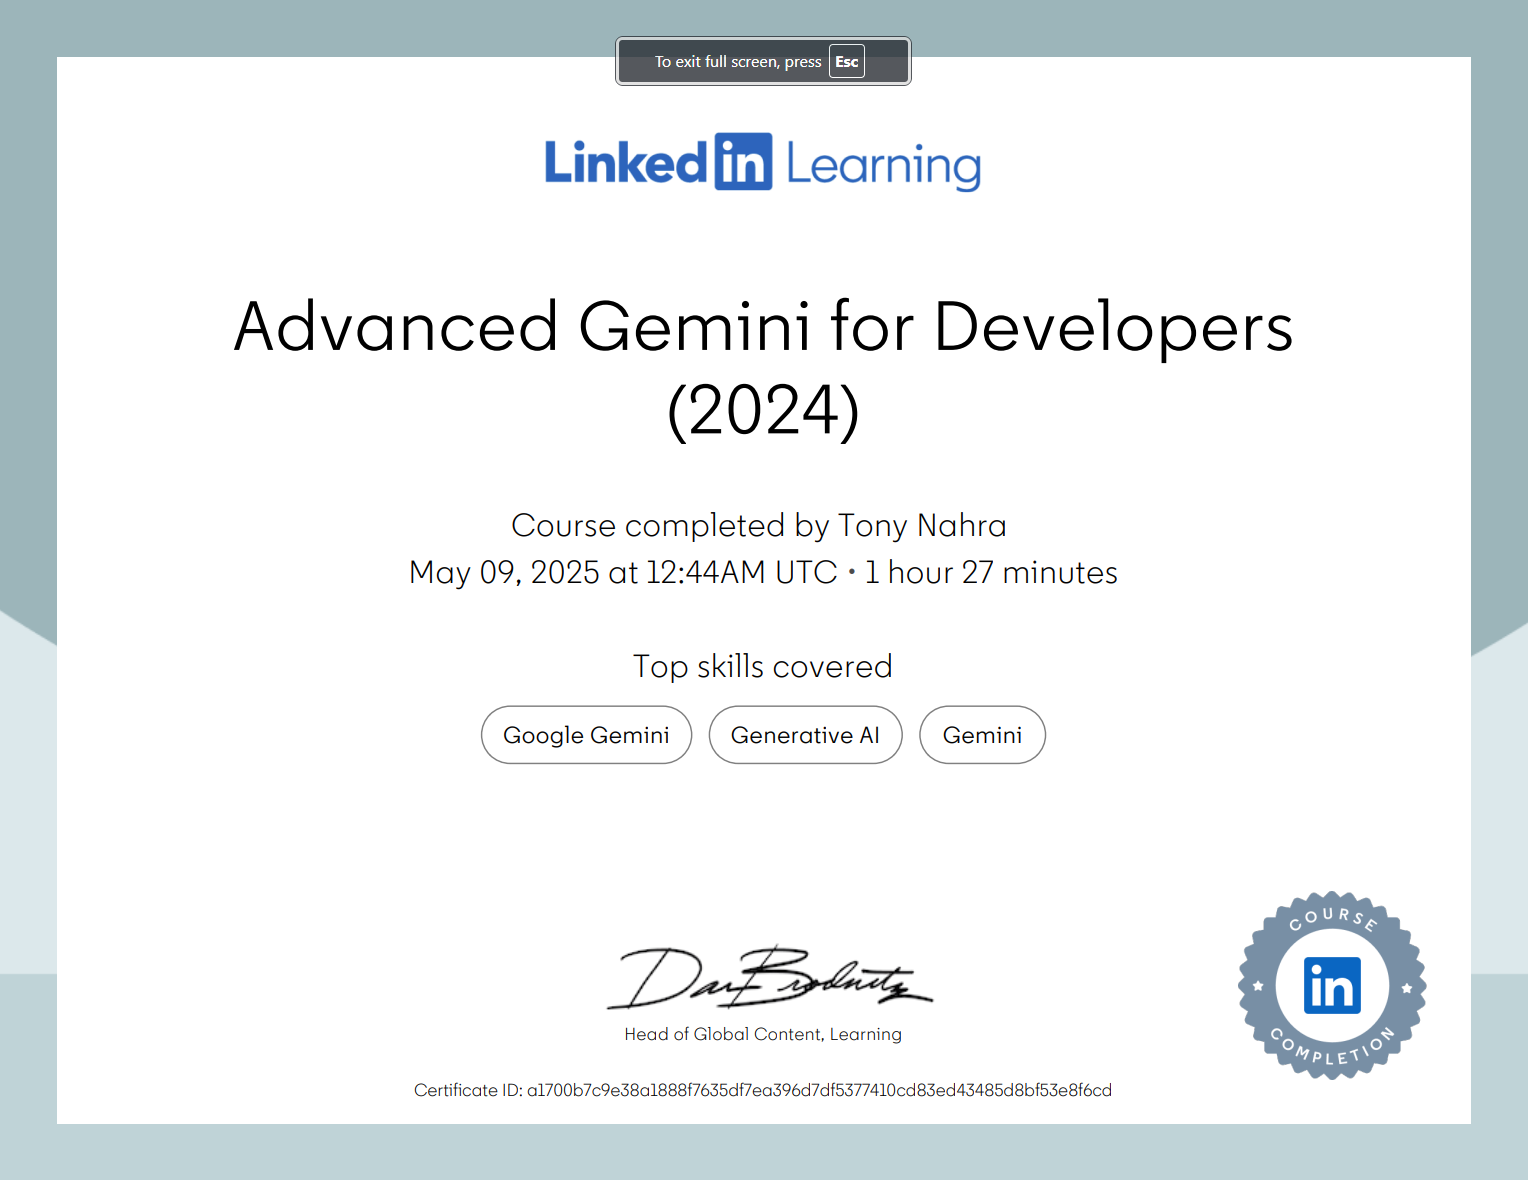 To exit full screen, press Esc
Linked in Learning
Advanced Gemini for Developers
(2024)
Course completed by Tony Nahra
May 09, 2025 at 12:44AM UTC • 1 hour 27 minutes
Top skills covered
Google Gemini Generative AI Gemini
Dan Brodnitz
Head of Global Content, Learning
COURSE
in
COMPLETION
Certificate ID: a1700b7c9e38a1888f7635df7ea396d7df5377410cd83ed43485d8bf53e8f6cd